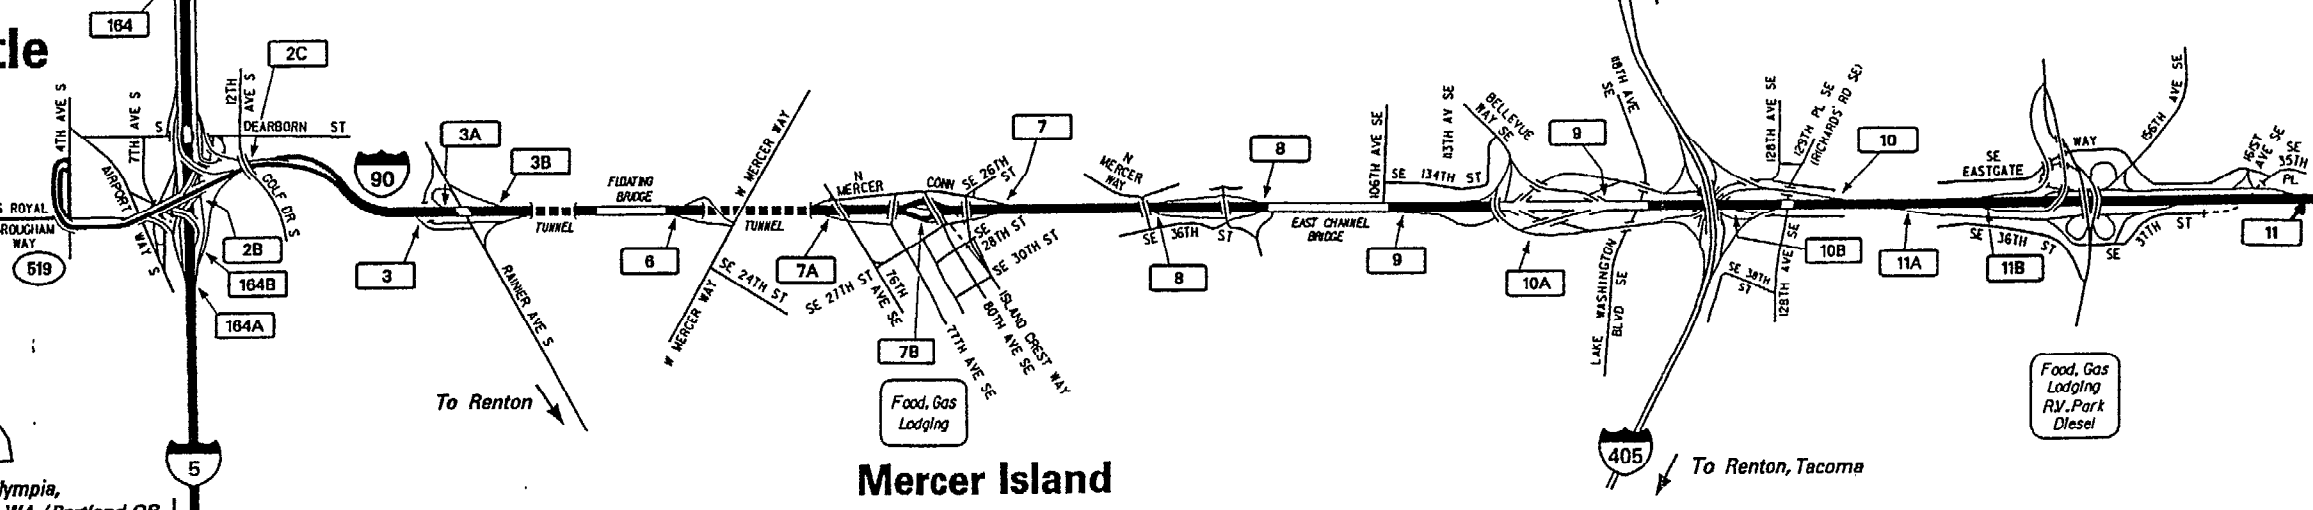 164
tle
2C
4TH AVE S
7TH AVE S
12TH
AVE S
S DEARBORN ST
AIRPORT
WAY S
GOLF DR S
S ROYAL
BROUGHAM
WAY
519
2B
164B
164A
5
90
3A
3B
3
RAINIER AVE S
To Renton
TUNNEL
FLOATING
BRIDGE
6
TUNNEL
W MERCER WAY
W MERCER WAY
SE 24TH ST
7A
N
MERCER
CONN
SE 26TH
ST
7
SE 27TH ST
76TH
AVE SE
SE
28TH ST
SE 30TH ST
77TH AVE SE
80TH AVE SE
ISLAND CREST WAY
7B
Food, Gas
Lodging
Mercer Island
N
MERCER
WAY
8
8
SE 36TH ST
EAST CHANNEL
BRIDGE
106TH AVE SE
9
SE 134TH ST
113TH AV SE
BELLEVUE
WAY SE
9
10A
118TH AVE
SE
LAKE WASHINGTON
BLVD SE
405
To Renton, Tacoma
128TH AVE SE
129TH PL SE
(RICHARDS RD SE)
10
10B
SE 38TH
ST
128TH AVE SE
11A
SE
EASTGATE
WAY
11B
SE 36TH ST
156TH AVE SE
SE 37TH ST
161ST
AVE SE
SE
35TH
PL
11
Food, Gas
Lodging
R.V. Park
Diesel
lympia,
WA / Portland OR